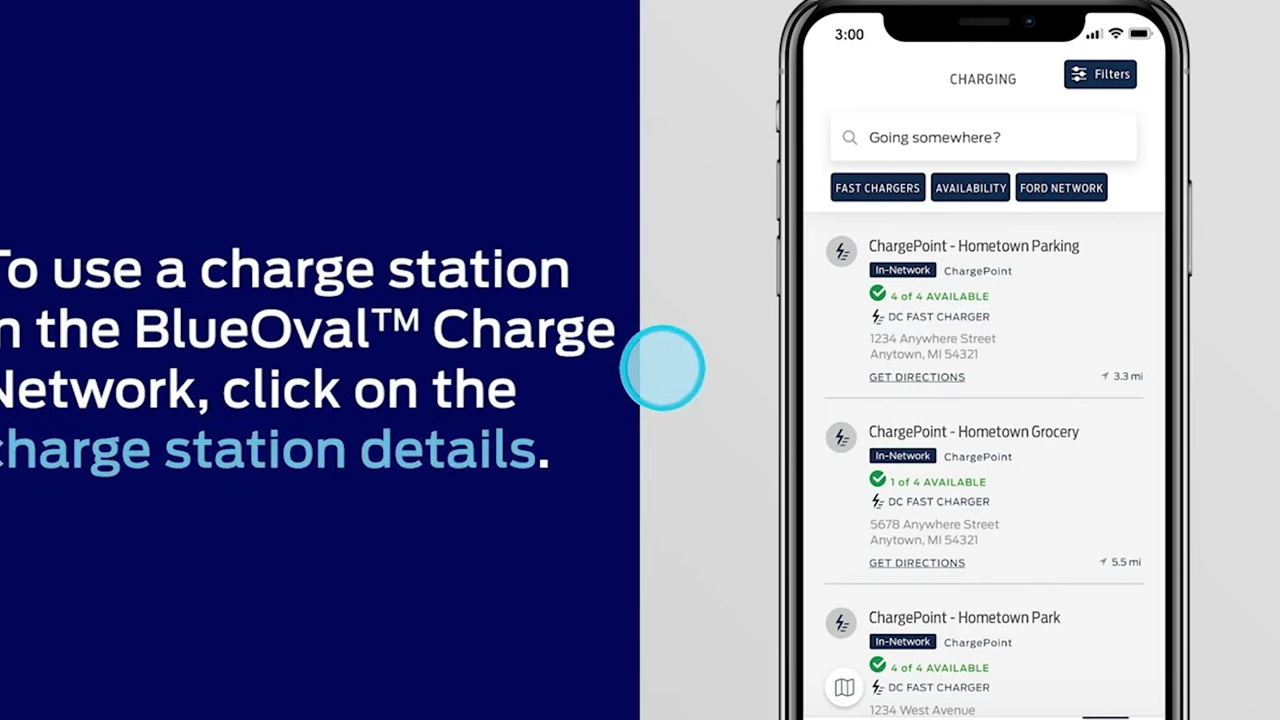 To use a charge station
in the BlueOval™ Charge
Network, click on the
charge station details.
3:00
CHARGING
Filters
Going somewhere?
FAST CHARGERS
AVAILABILITY
FORD NETWORK
ChargePoint - Hometown Parking
In-Network ChargePoint
4 of 4 AVAILABLE
DC FAST CHARGER
1234 Anywhere Street
Anytown, MI 54321
GET DIRECTIONS
3.3 mi
ChargePoint - Hometown Grocery
In-Network ChargePoint
1 of 4 AVAILABLE
DC FAST CHARGER
5678 Anywhere Street
Anytown, MI 54321
GET DIRECTIONS
5.5 mi
ChargePoint - Hometown Park
In-Network ChargePoint
4 of 4 AVAILABLE
DC FAST CHARGER
1234 West Avenue